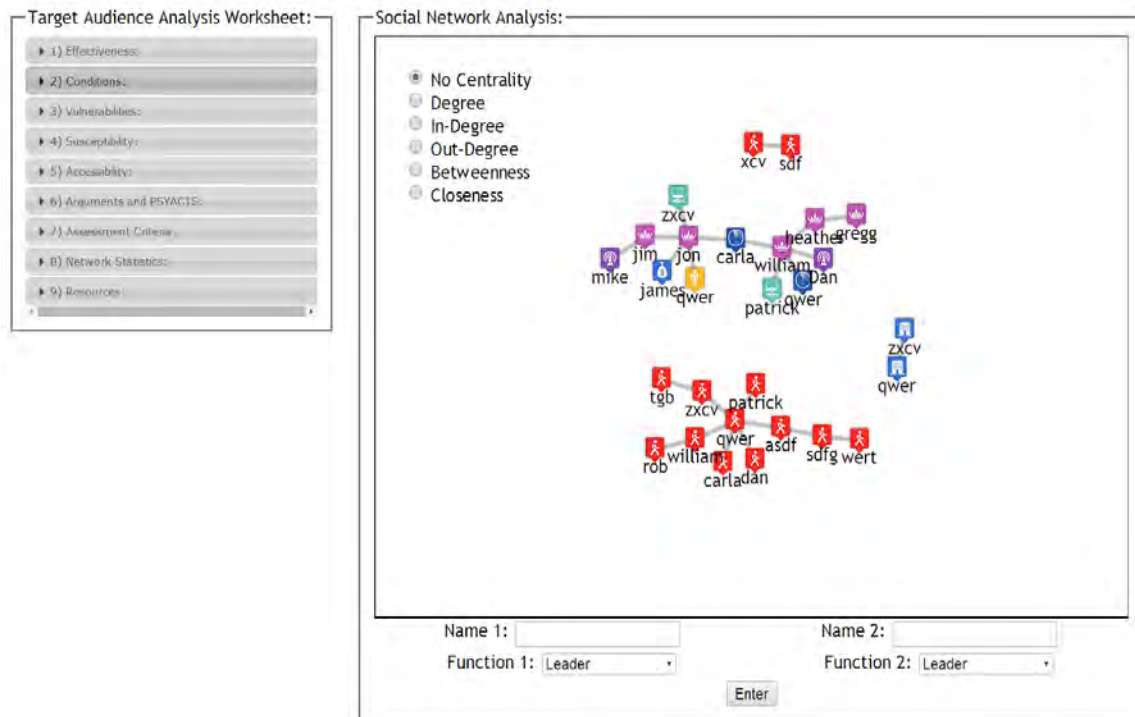 Target Audience Analysis Worksheet:
1) Effectiveness:
2) Conditions:
3) Vulnerabilities:
4) Susceptibility:
5) Accessibility:
6) Arguments and PSYACTS:
7) Assessment Criteria:
8) Network Statistics:
9) Resources
Social Network Analysis:
No Centrality
Degree
In-Degree
Out-Degree
Betweenness
Closeness
xcv sdf
zxcv
heathes gregg
jim jon carla william
mike james qwer patrick qwer Dan
zxcv
qwer
tgb zxcv patrick
qwer asdf
rob william carla dan sdfg wert
Name 1: Name 2:
Function 1: Leader Function 2: Leader
Enter